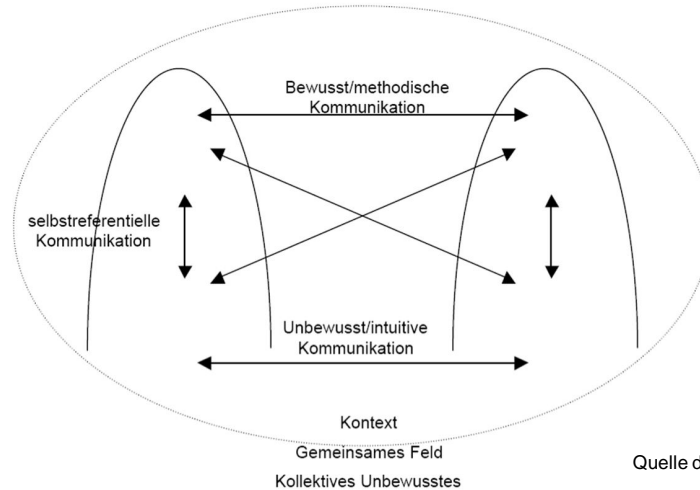 Bewusst/methodische
Kommunikation
selbstreferentielle
Kommunikation
Unbewusst/intuitive
Kommunikation
Kontext
Gemeinsames Feld
Quelle d
Kollektives Unbewusstes